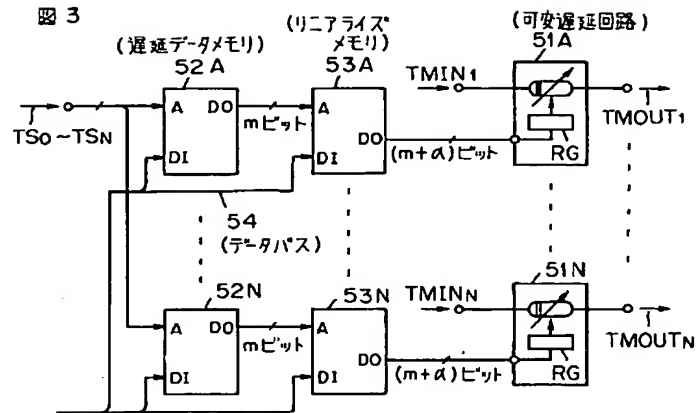 図3
(遅延データメモリ)
52A
(リニアライズメモリ)
53A
(可変遅延回路)
51A
TS0~TSN
A DO
DI
mビット
A
DO
DI
(m+α)ビット
TMIN1
RG
TMOUT1
54
(データバス)
52N
A DO
DI
mビット
53N
A
DO
DI
(m+α)ビット
TMINN
51N
RG
TMOUTN